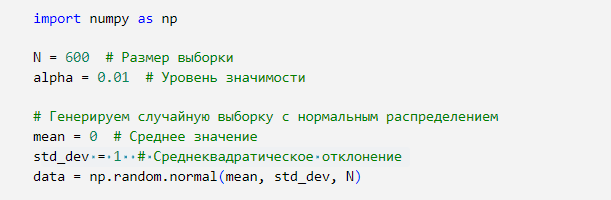 import numpy as np
N = 600  # Размер выборки
alpha = 0.01  # Уровень значимости
# Генерируем случайную выборку с нормальным распределением
mean = 0  # Среднее значение
std_dev = 1  # Среднеквадратическое отклонение
data = np.random.normal(mean, std_dev, N)